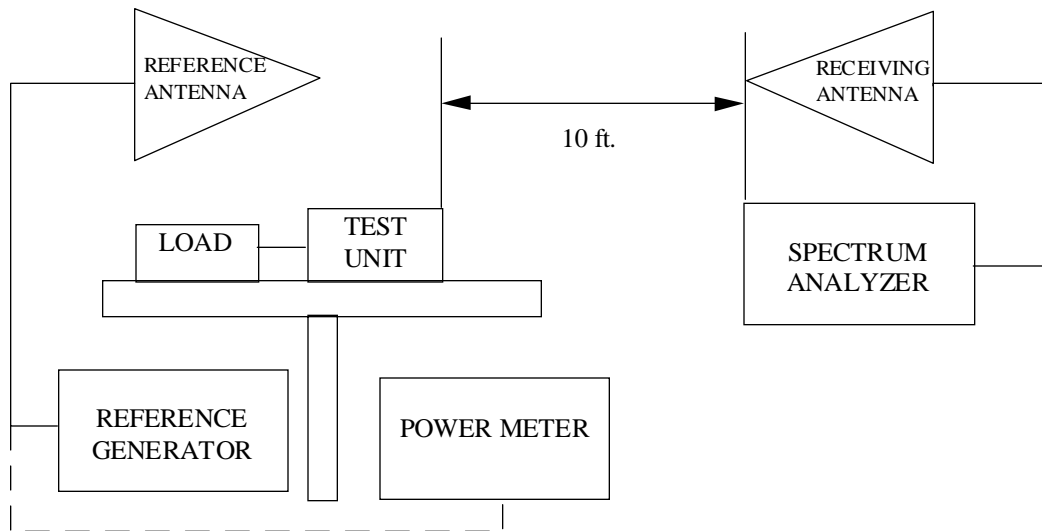 REFERENCE
ANTENNA
RECEIVING
ANTENNA
10 ft.
LOAD
TEST
UNIT
SPECTRUM
ANALYZER
REFERENCE
GENERATOR
POWER METER